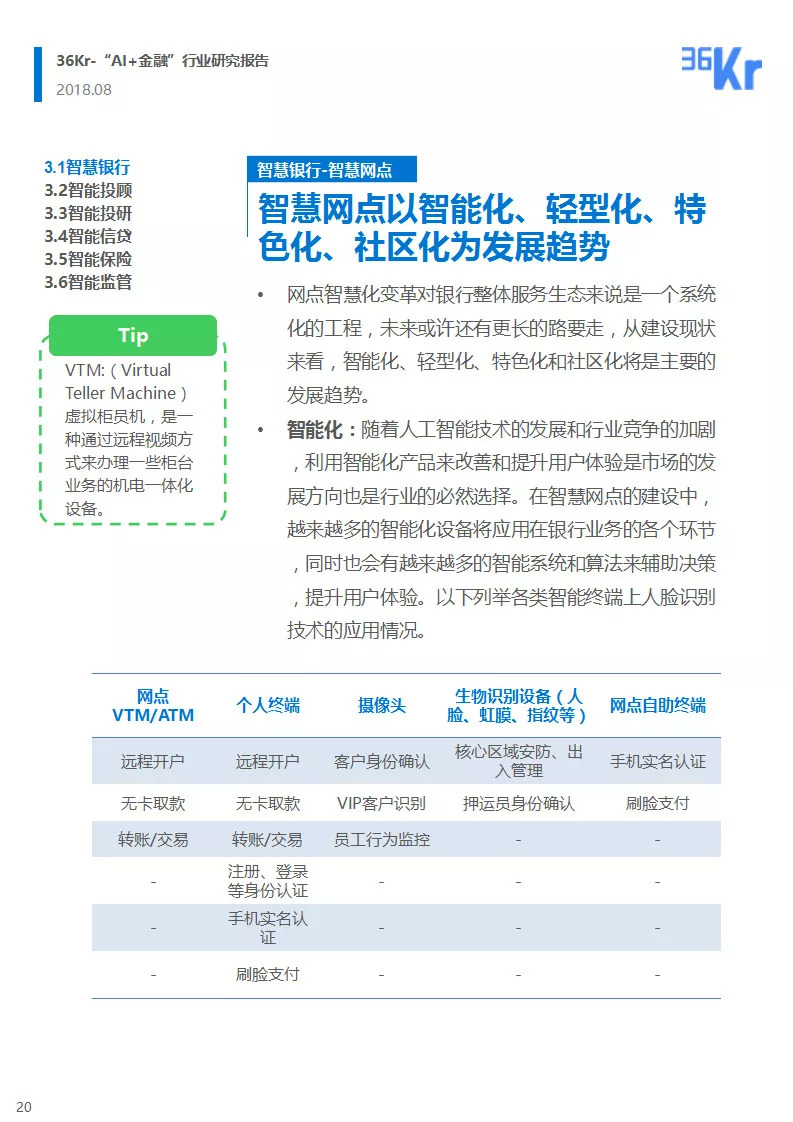 36Kr-“AI+金融”行业研究报告
2018.08
36Kr
3.1智慧银行
3.2智能投顾
3.3智能投研
3.4智能信贷
3.5智能保险
3.6智能监管
Tip
VTM:（Virtual
Teller Machine）
虚拟柜员机，是一
种通过远程视频方
式来办理一些柜台
业务的机电一体化
设备。
智慧银行-智慧网点
智慧网点以智能化、轻型化、特
色化、社区化为发展趋势
• 网点智慧化变革对银行整体服务生态来说是一个系统
化的工程，未来或许还有更长的路要走，从建设现状
来看，智能化、轻型化、特色化和社区化将是主要的
发展趋势。
• 智能化：随着人工智能技术的发展和行业竞争的加剧
，利用智能化产品来改善和提升用户体验是市场的发
展方向也是行业的必然选择。在智慧网点的建设中，
越来越多的智能化设备将应用在银行业务的各个环节
，同时也会有越来越多的智能系统和算法来辅助决策
，提升用户体验。以下列举各类智能终端上人脸识别
技术的应用情况。
网点
VTM/ATM
个人终端
摄像头
生物识别设备（人
脸、虹膜、指纹等）
网点自助终端
远程开户
远程开户
客户身份确认
核心区域安防、出
入管理
手机实名认证
无卡取款
无卡取款
VIP客户识别
押运员身份确认
刷脸支付
转账/交易
转账/交易
员工行为监控
-
-
-
注册、登录
等身份认证
-
-
-
-
手机实名认
证
-
-
-
-
刷脸支付
-
-
-
20